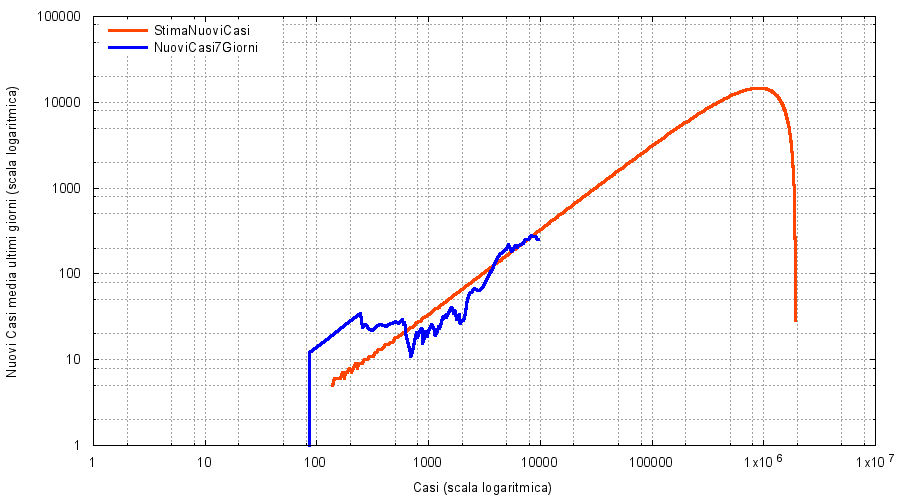 100000
StimaNuoviCasi
NuoviCasi7Giorni
10000
1000
100
10
1
Nuovi Casi media ultimi giorni (scala logaritmica)
1 10 100 1000 10000 100000 1x10^6 1x10^7
Casi (scala logaritmica)